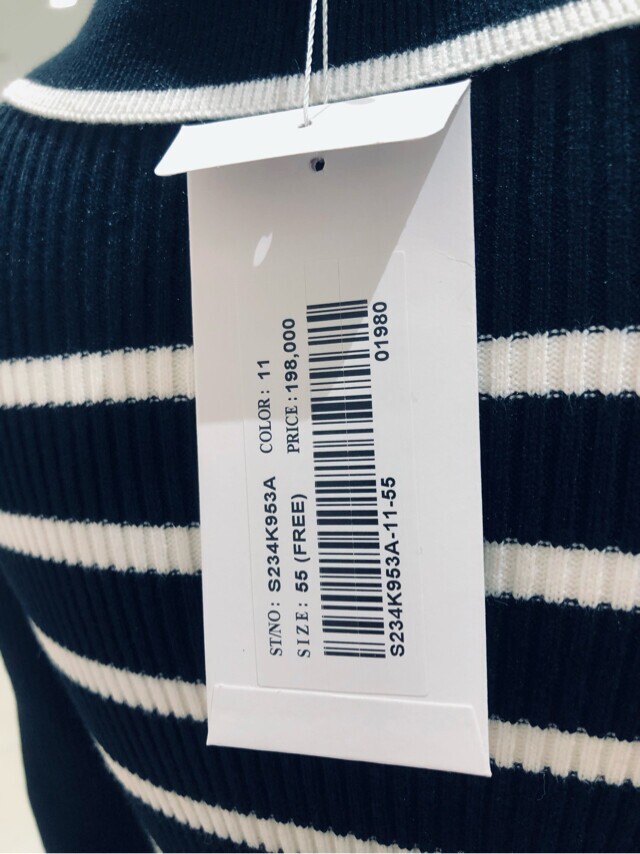 ST/NO: S234K953A COLOR: 11
SIZE: 55 (FREE) PRICE: 198,000
S234K953A-11-55 01980